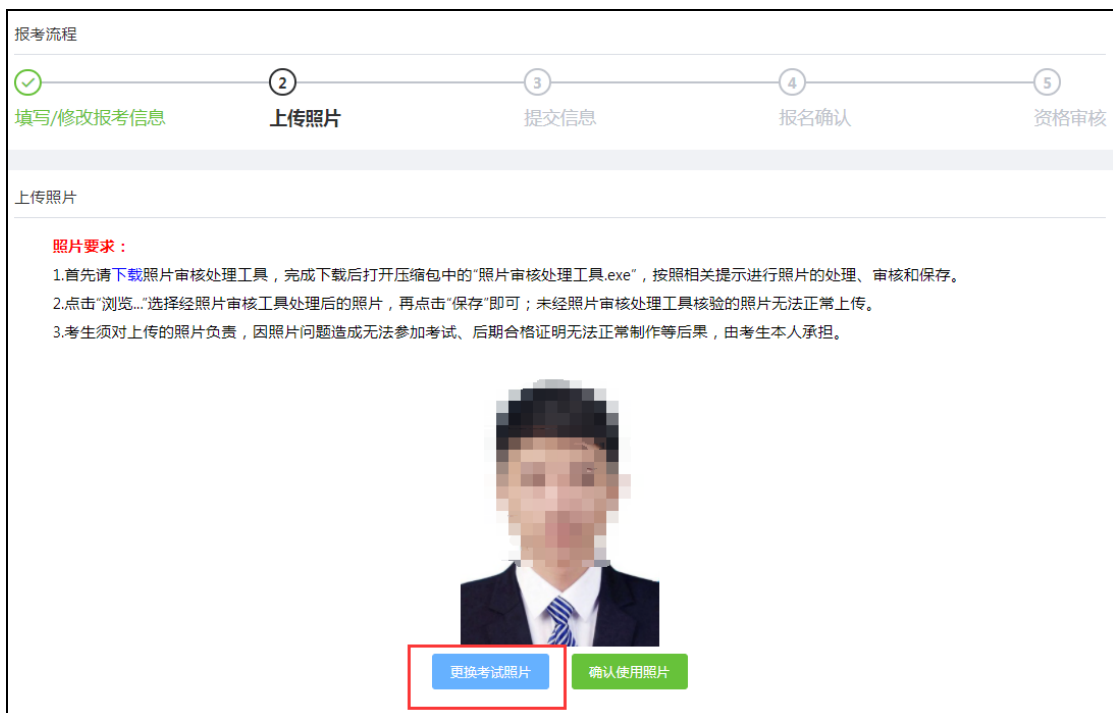 报考流程
2 3 4 5
填写/修改报考信息 上传照片 提交信息 报名确认 资格审核
上传照片
照片要求：
1.首先请下载照片审核处理工具，完成下载后打开压缩包中的“照片审核处理工具.exe”，按照相关提示进行照片的处理、审核和保存。
2.点击“浏览...”选择经照片审核工具处理后的照片，再点击“保存”即可；未经照片审核处理工具核验的照片无法正常上传。
3.考生须对上传的照片负责，因照片问题造成无法参加考试、后期合格证明无法正常制作等后果，由考生本人承担。
更换考试照片 确认使用照片